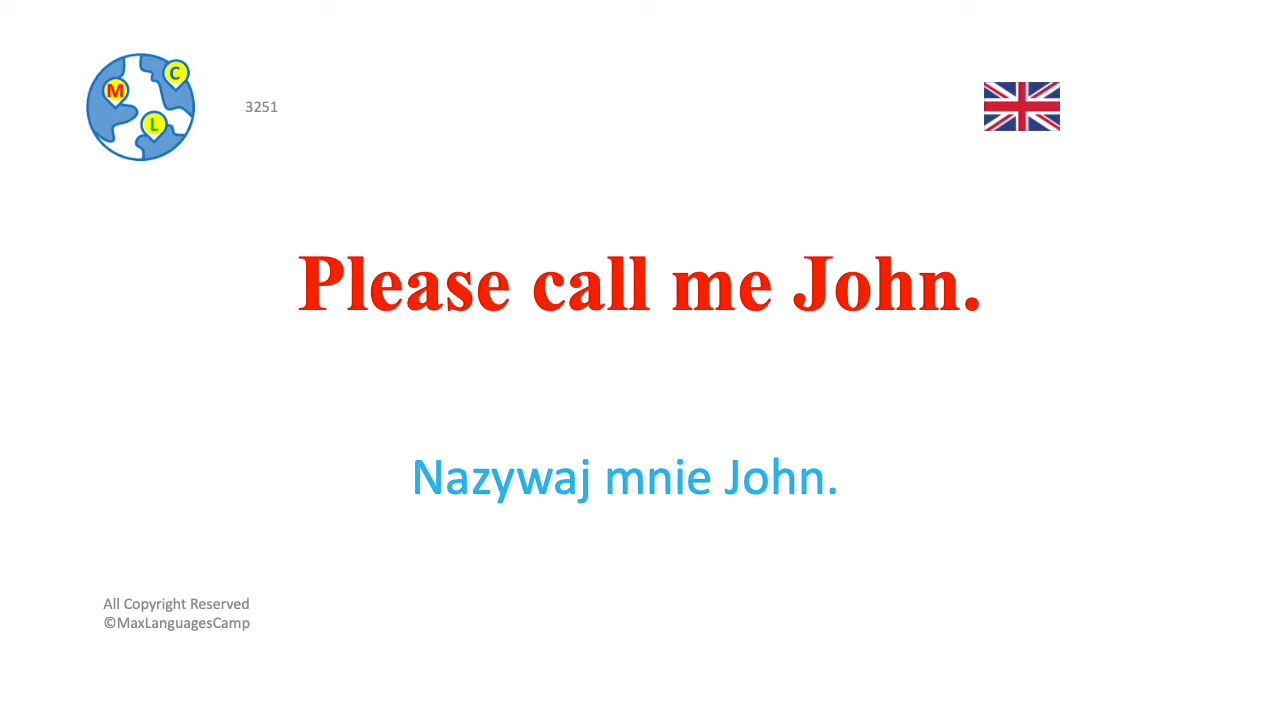 C
M
L
3251
Please call me John.
Nazywaj mnie John.
All Copyright Reserved
©MaxLanguagesCamp